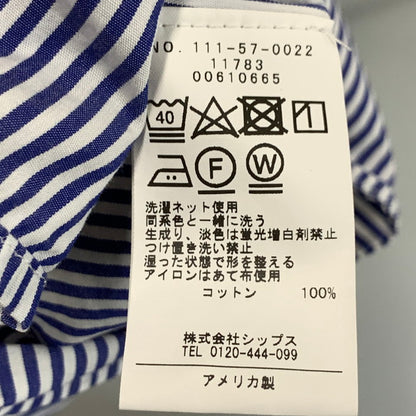 NO. 111-57-0022
11783
00610665
40
F W
洗濯ネット使用
同系色と一緒に洗う
生成り、淡色は蛍光増白剤禁止
つけ置き洗い禁止
湿った状態で形を整える
アイロンはあて布使用
コットン 100%
株式会社シップス
TEL 0120-444-099
アメリカ製